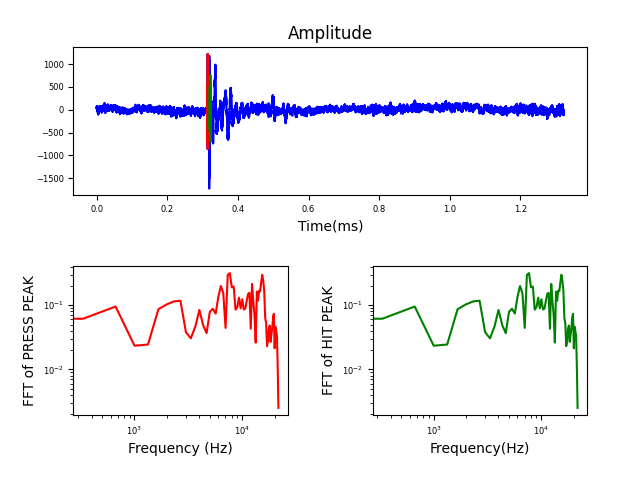 Amplitude
1000
500
0
−500
−1000
−1500
0.0 0.2 0.4 0.6 0.8 1.0 1.2
Time(ms)
FFT of PRESS PEAK
10⁻¹
10⁻²
10³ 10⁴
Frequency (Hz)
FFT of HIT PEAK
10⁻¹
10⁻²
10³ 10⁴
Frequency(Hz)